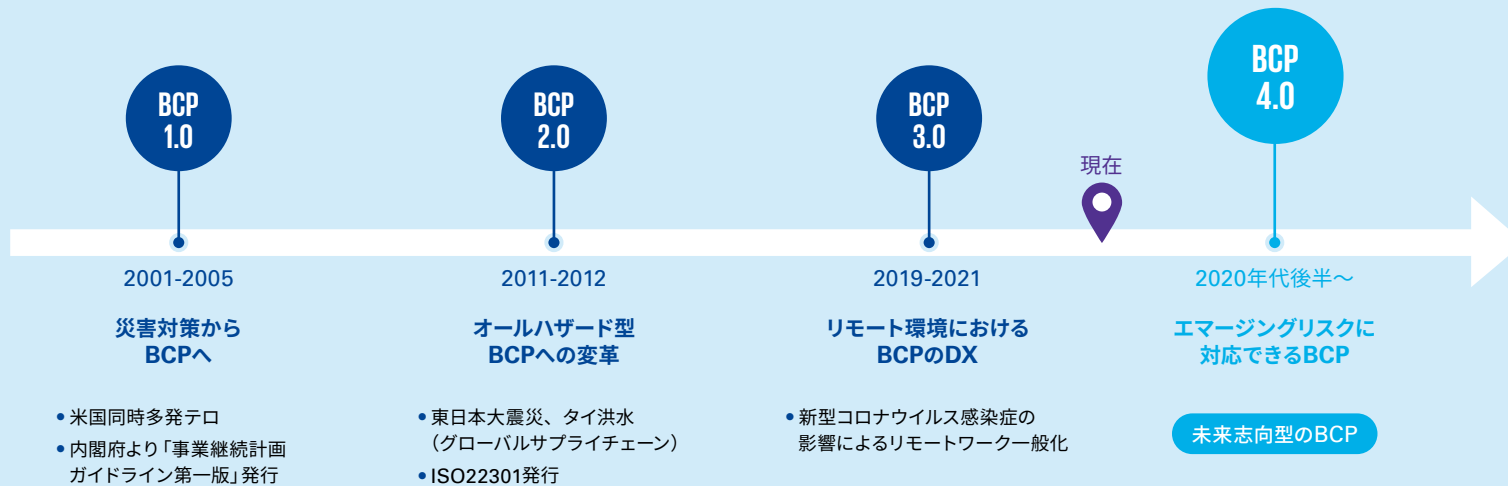 BCP
1.0
BCP
2.0
BCP
3.0
BCP
4.0
現在
2001-2005
2011-2012
2019-2021
2020年代後半～
災害対策から
BCPへ
オールハザード型
BCPへの変革
リモート環境における
BCPのDX
エマージングリスクに
対応できるBCP
• 米国同時多発テロ
• 内閣府より「事業継続計画
ガイドライン第一版」発行
• 東日本大震災、タイ洪水
（グローバルサプライチェーン）
• ISO22301発行
• 新型コロナウイルス感染症の
影響によるリモートワーク一般化
未来志向型のBCP